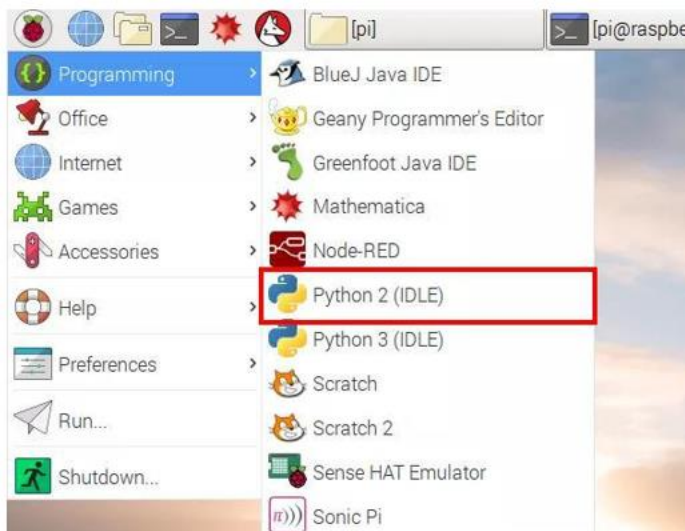 [pi]
[pi@raspbe
Programming
Office
Internet
Games
Accessories
Help
Preferences
Run...
Shutdown...
BlueJ Java IDE
Geany Programmer's Editor
Greenfoot Java IDE
Mathematica
Node-RED
Python 2 (IDLE)
Python 3 (IDLE)
Scratch
Scratch 2
Sense HAT Emulator
Sonic Pi